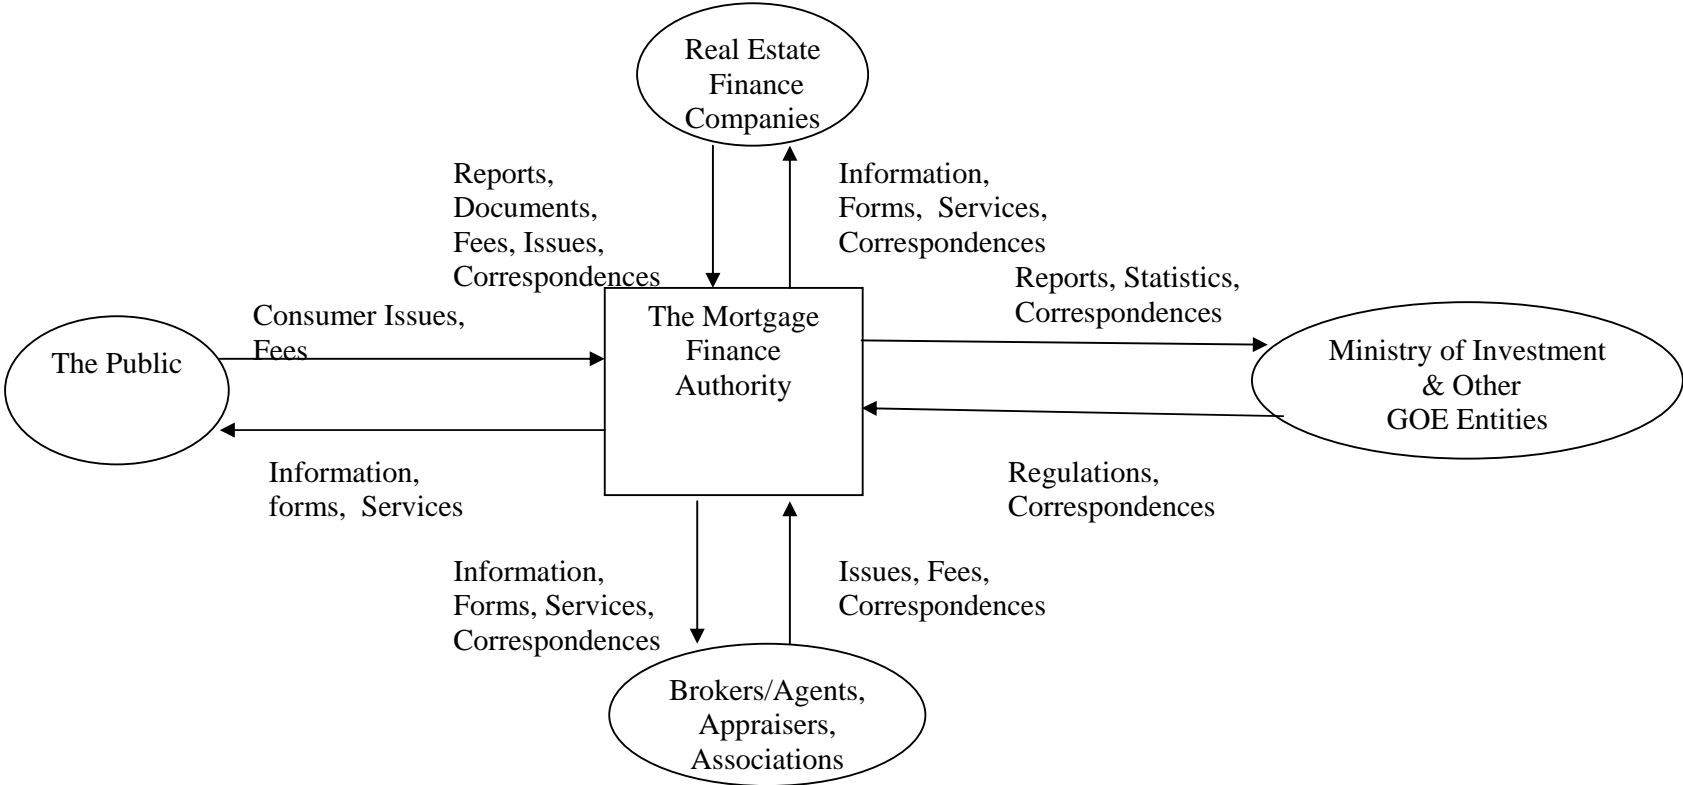 Real Estate
Finance
Companies
Reports,
Documents,
Fees, Issues,
Correspondences
Information,
Forms,  Services,
Correspondences
Reports, Statistics,
Correspondences
Consumer Issues,
Fees
The Public
The Mortgage
Finance
Authority
Ministry of Investment
& Other
GOE Entities
Information,
forms,  Services
Regulations,
Correspondences
Information,
Forms, Services,
Correspondences
Issues, Fees,
Correspondences
Brokers/Agents,
Appraisers,
Associations